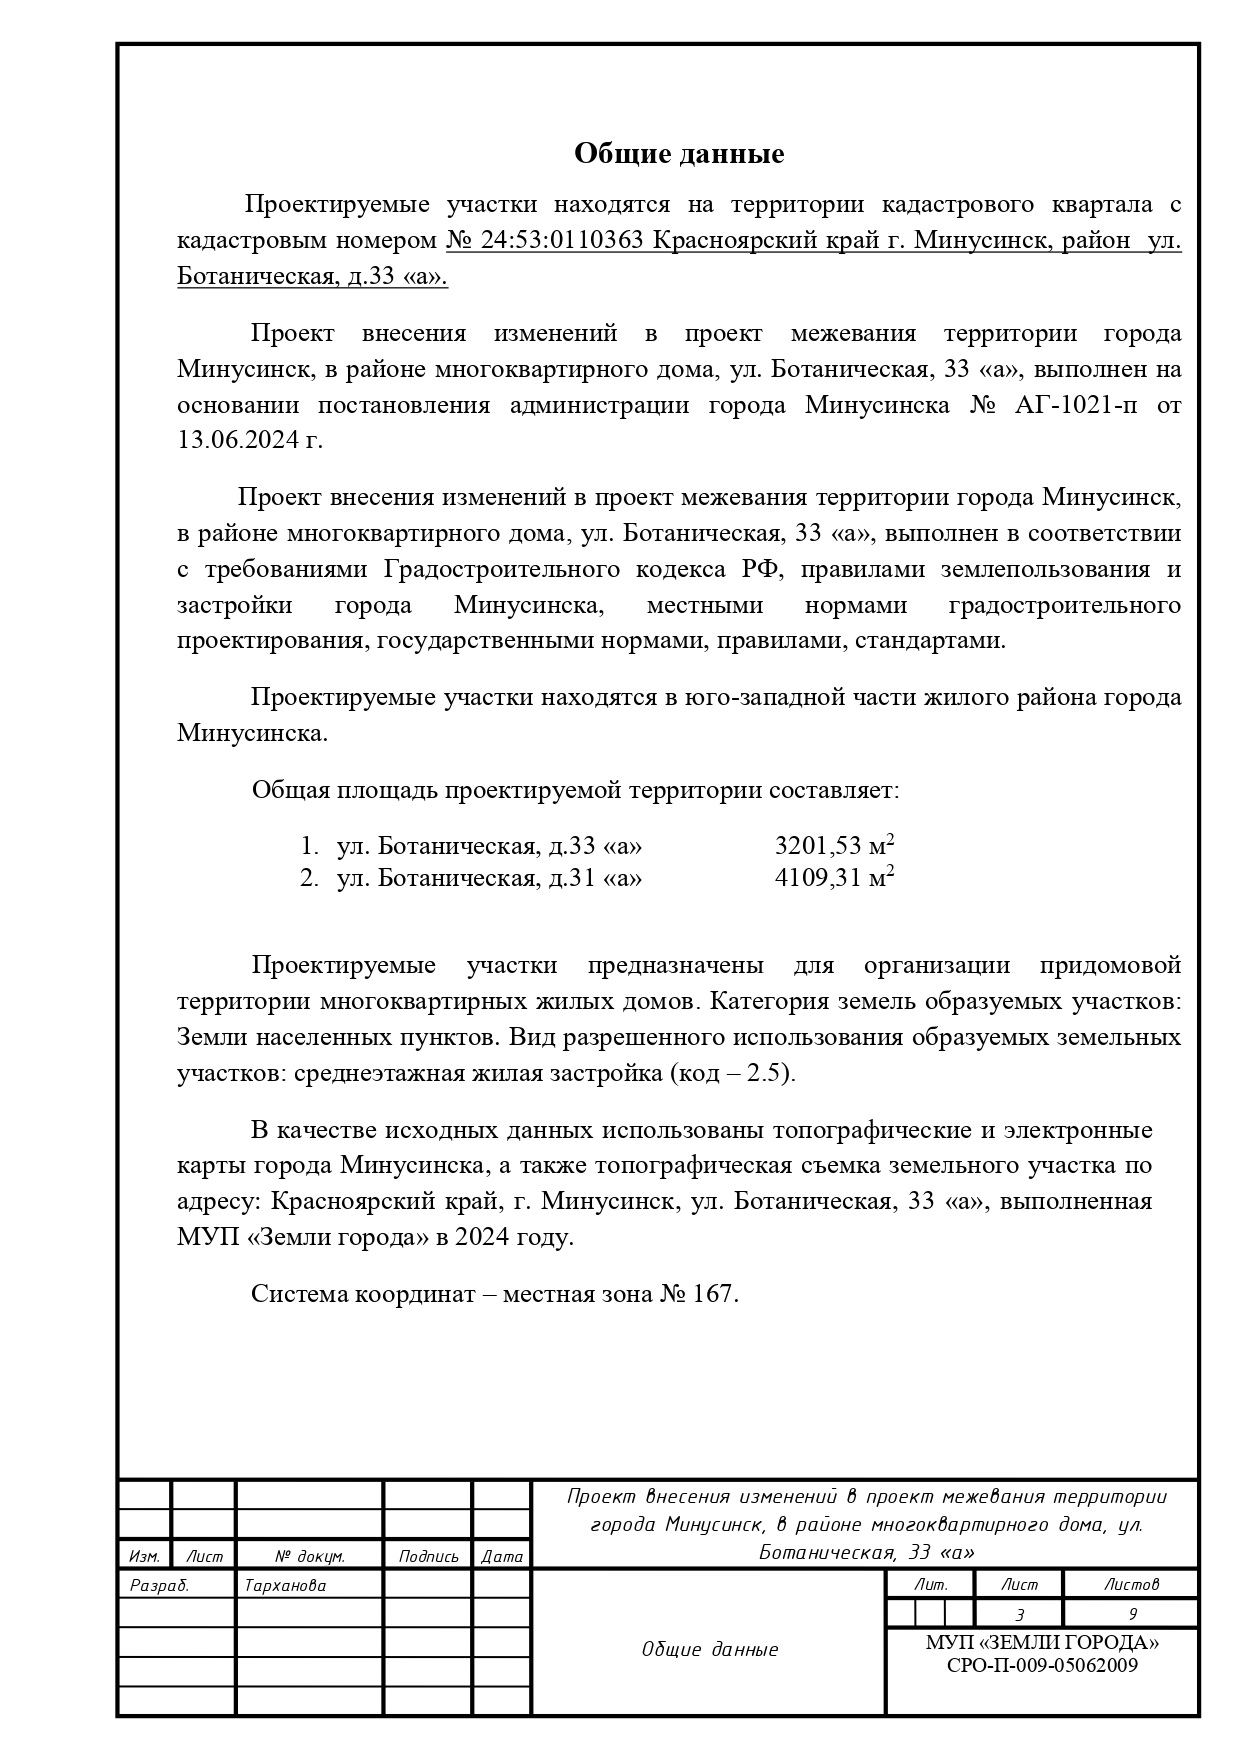 Общие данные
Проектируемые участки находятся на территории кадастрового квартала с
кадастровым номером № 24:53:0110363 Красноярский край г. Минусинск, район ул.
Ботаническая, д.33 «а».
Проект внесения изменений в проект межевания территории города
Минусинск, в районе многоквартирного дома, ул. Ботаническая, 33 «а», выполнен на
основании постановления администрации города Минусинска № АГ-1021-п от
13.06.2024 г.
Проект внесения изменений в проект межевания территории города Минусинск,
в районе многоквартирного дома, ул. Ботаническая, 33 «а», выполнен в соответствии
с требованиями Градостроительного кодекса РФ, правилами землепользования и
застройки города Минусинска, местными нормами градостроительного
проектирования, государственными нормами, правилами, стандартами.
Проектируемые участки находятся в юго-западной части жилого района города
Минусинска.
Общая площадь проектируемой территории составляет:
1. ул. Ботаническая, д.33 «а» 3201,53 м²
2. ул. Ботаническая, д.31 «а» 4109,31 м²
Проектируемые участки предназначены для организации придомовой
территории многоквартирных жилых домов. Категория земель образуемых участков:
Земли населенных пунктов. Вид разрешенного использования образуемых земельных
участков: среднеэтажная жилая застройка (код – 2.5).
В качестве исходных данных использованы топографические и электронные
карты города Минусинска, а также топографическая съемка земельного участка по
адресу: Красноярский край, г. Минусинск, ул. Ботаническая, 33 «а», выполненная
МУП «Земли города» в 2024 году.
Система координат – местная зона № 167.
Проект внесения изменений в проект межевания территории
города Минусинск, в районе многоквартирного дома, ул.
Ботаническая, 33 «а»
Изм. Лист № докум. Подпись Дата
Разраб. Тарханова
Общие данные
Лит. Лист Листов
3 9
МУП «ЗЕМЛИ ГОРОДА»
СРО-П-009-05062009